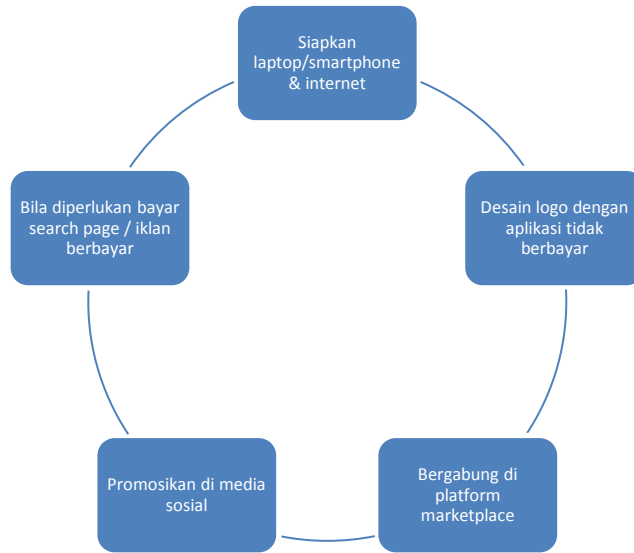 Siapkan
laptop/smartphone
& internet
Desain logo dengan
aplikasi tidak
berbayar
Bergabung di
platform
marketplace
Promosikan di media
sosial
Bila diperlukan bayar
search page / iklan
berbayar